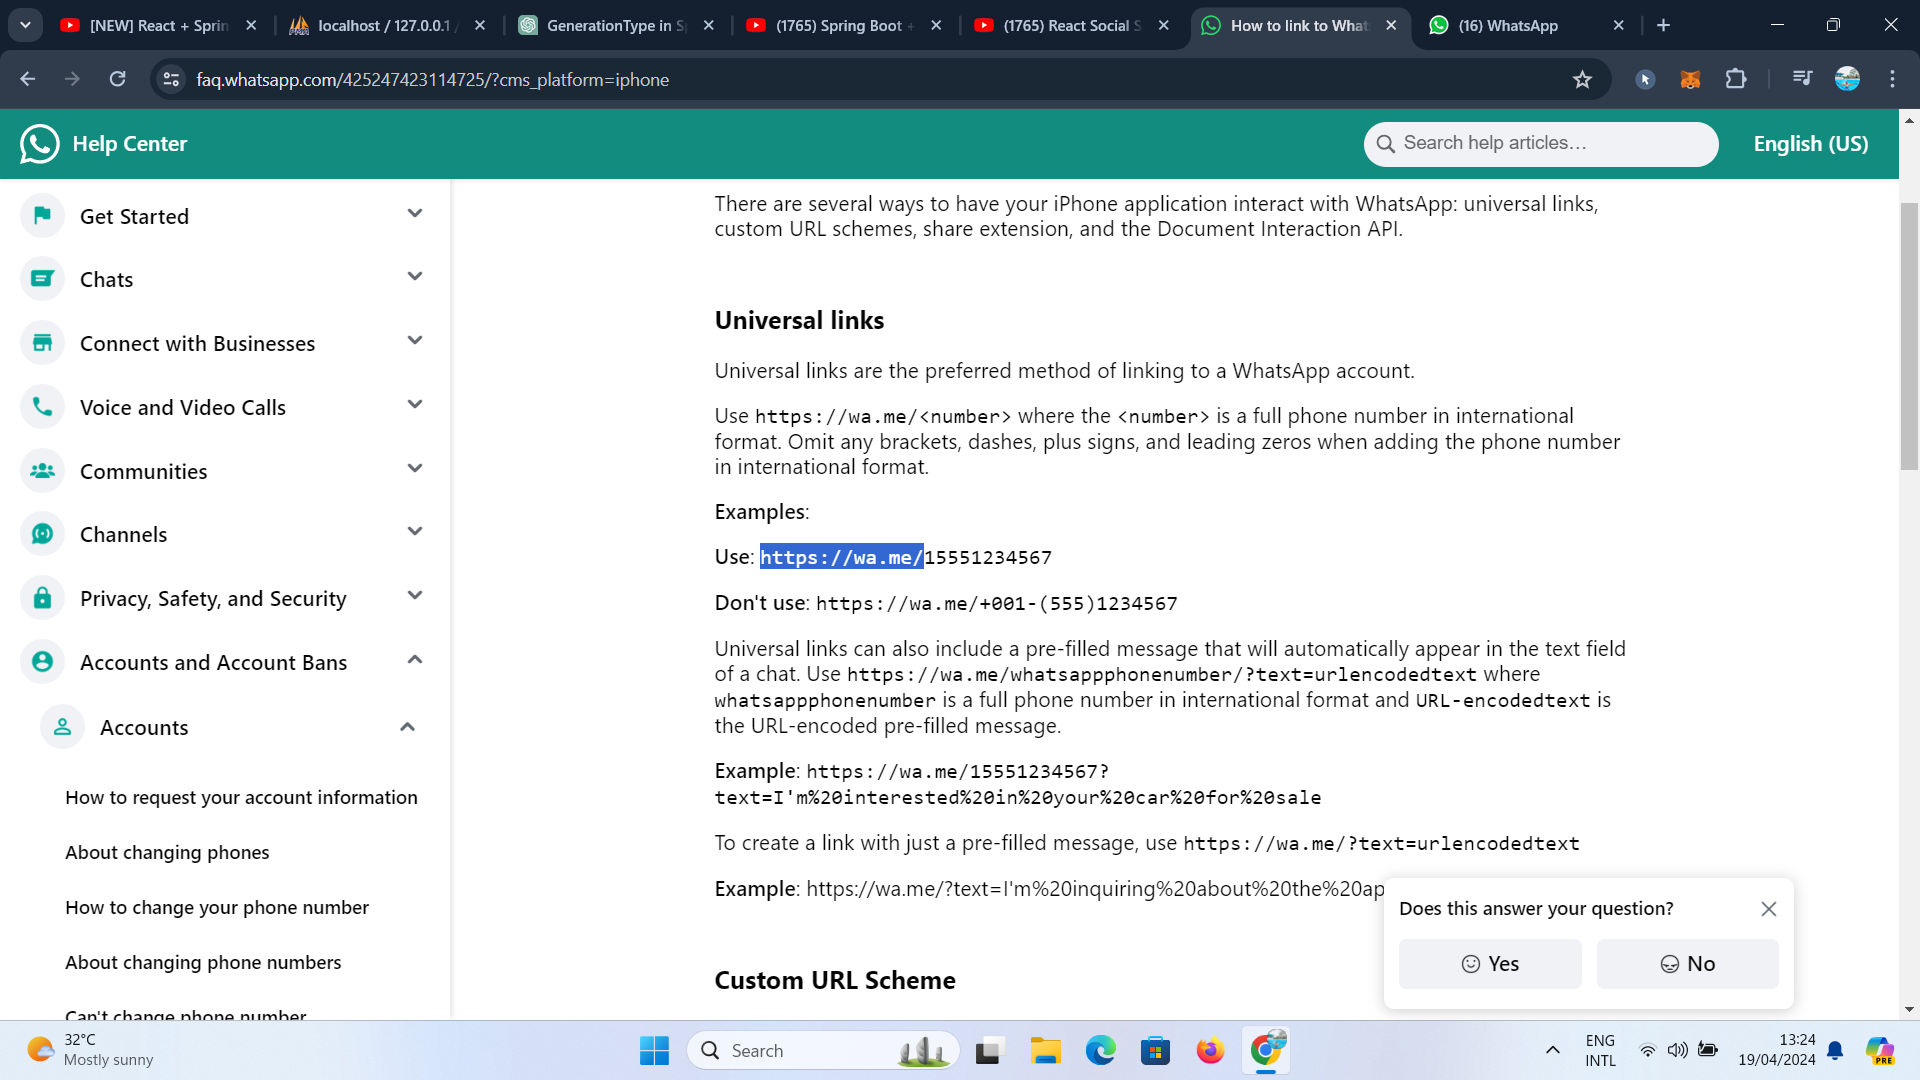 [NEW] React + Sprin
localhost / 127.0.0.1 /
GenerationType in Sp
(1765) Spring Boot +
(1765) React Social S
How to link to What
(16) WhatsApp
faq.whatsapp.com/425247423114725/?cms_platform=iphone
Help Center
Search help articles...
English (US)
Get Started
Chats
Connect with Businesses
Voice and Video Calls
Communities
Channels
Privacy, Safety, and Security
Accounts and Account Bans
Accounts
How to request your account information
About changing phones
How to change your phone number
About changing phone numbers
Can't change phone number
There are several ways to have your iPhone application interact with WhatsApp: universal links,
custom URL schemes, share extension, and the Document Interaction API.
Universal links
Universal links are the preferred method of linking to a WhatsApp account.
Use https://wa.me/<number> where the <number> is a full phone number in international
format. Omit any brackets, dashes, plus signs, and leading zeros when adding the phone number
in international format.
Examples:
Use: https://wa.me/15551234567
Don't use: https://wa.me/+001-(555)1234567
Universal links can also include a pre-filled message that will automatically appear in the text field
of a chat. Use https://wa.me/whatsappphonenumber/?text=urlencodedtext where
whatsappphonenumber is a full phone number in international format and URL-encodedtext is
the URL-encoded pre-filled message.
Example: https://wa.me/15551234567?
text=I'm%20interested%20in%20your%20car%20for%20sale
To create a link with just a pre-filled message, use https://wa.me/?text=urlencodedtext
Example: https://wa.me/?text=I'm%20inquiring%20about%20the%20ap
Custom URL Scheme
Does this answer your question?
Yes
No
32°C
Mostly sunny
Search
ENG
INTL
13:24
19/04/2024
PRE